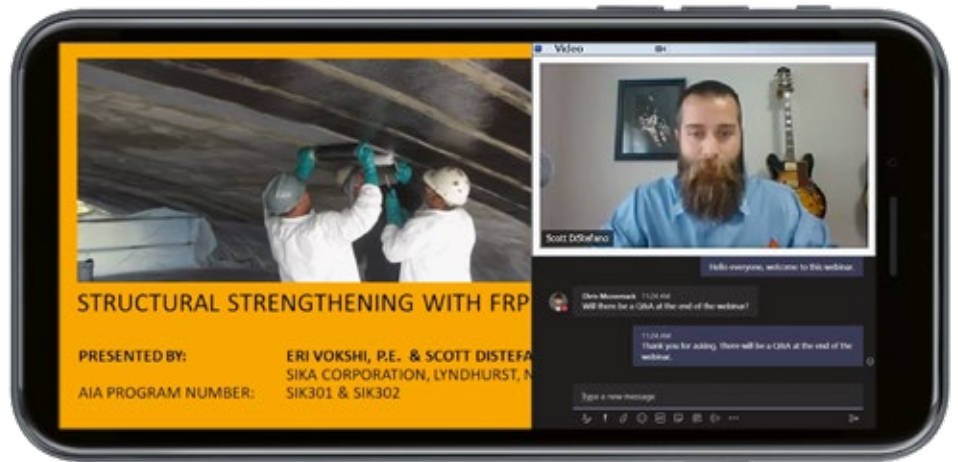 STRUCTURAL STRENGTHENING WITH FRP
PRESENTED BY: ERI VOKSHI, P.E. & SCOTT DISTEFA
SIKA CORPORATION, LYNDHURST, N
AIA PROGRAM NUMBER: SIK301 & SIK302
Video
Scott DiStefano
Hello everyone, welcome to this webinar.
Chris 11:24 AM
Will there be a Q&A at the end of the webinar?
11:24 AM
Thank you for asking, there will be a Q&A at the end of the
webinar.
Type a new message